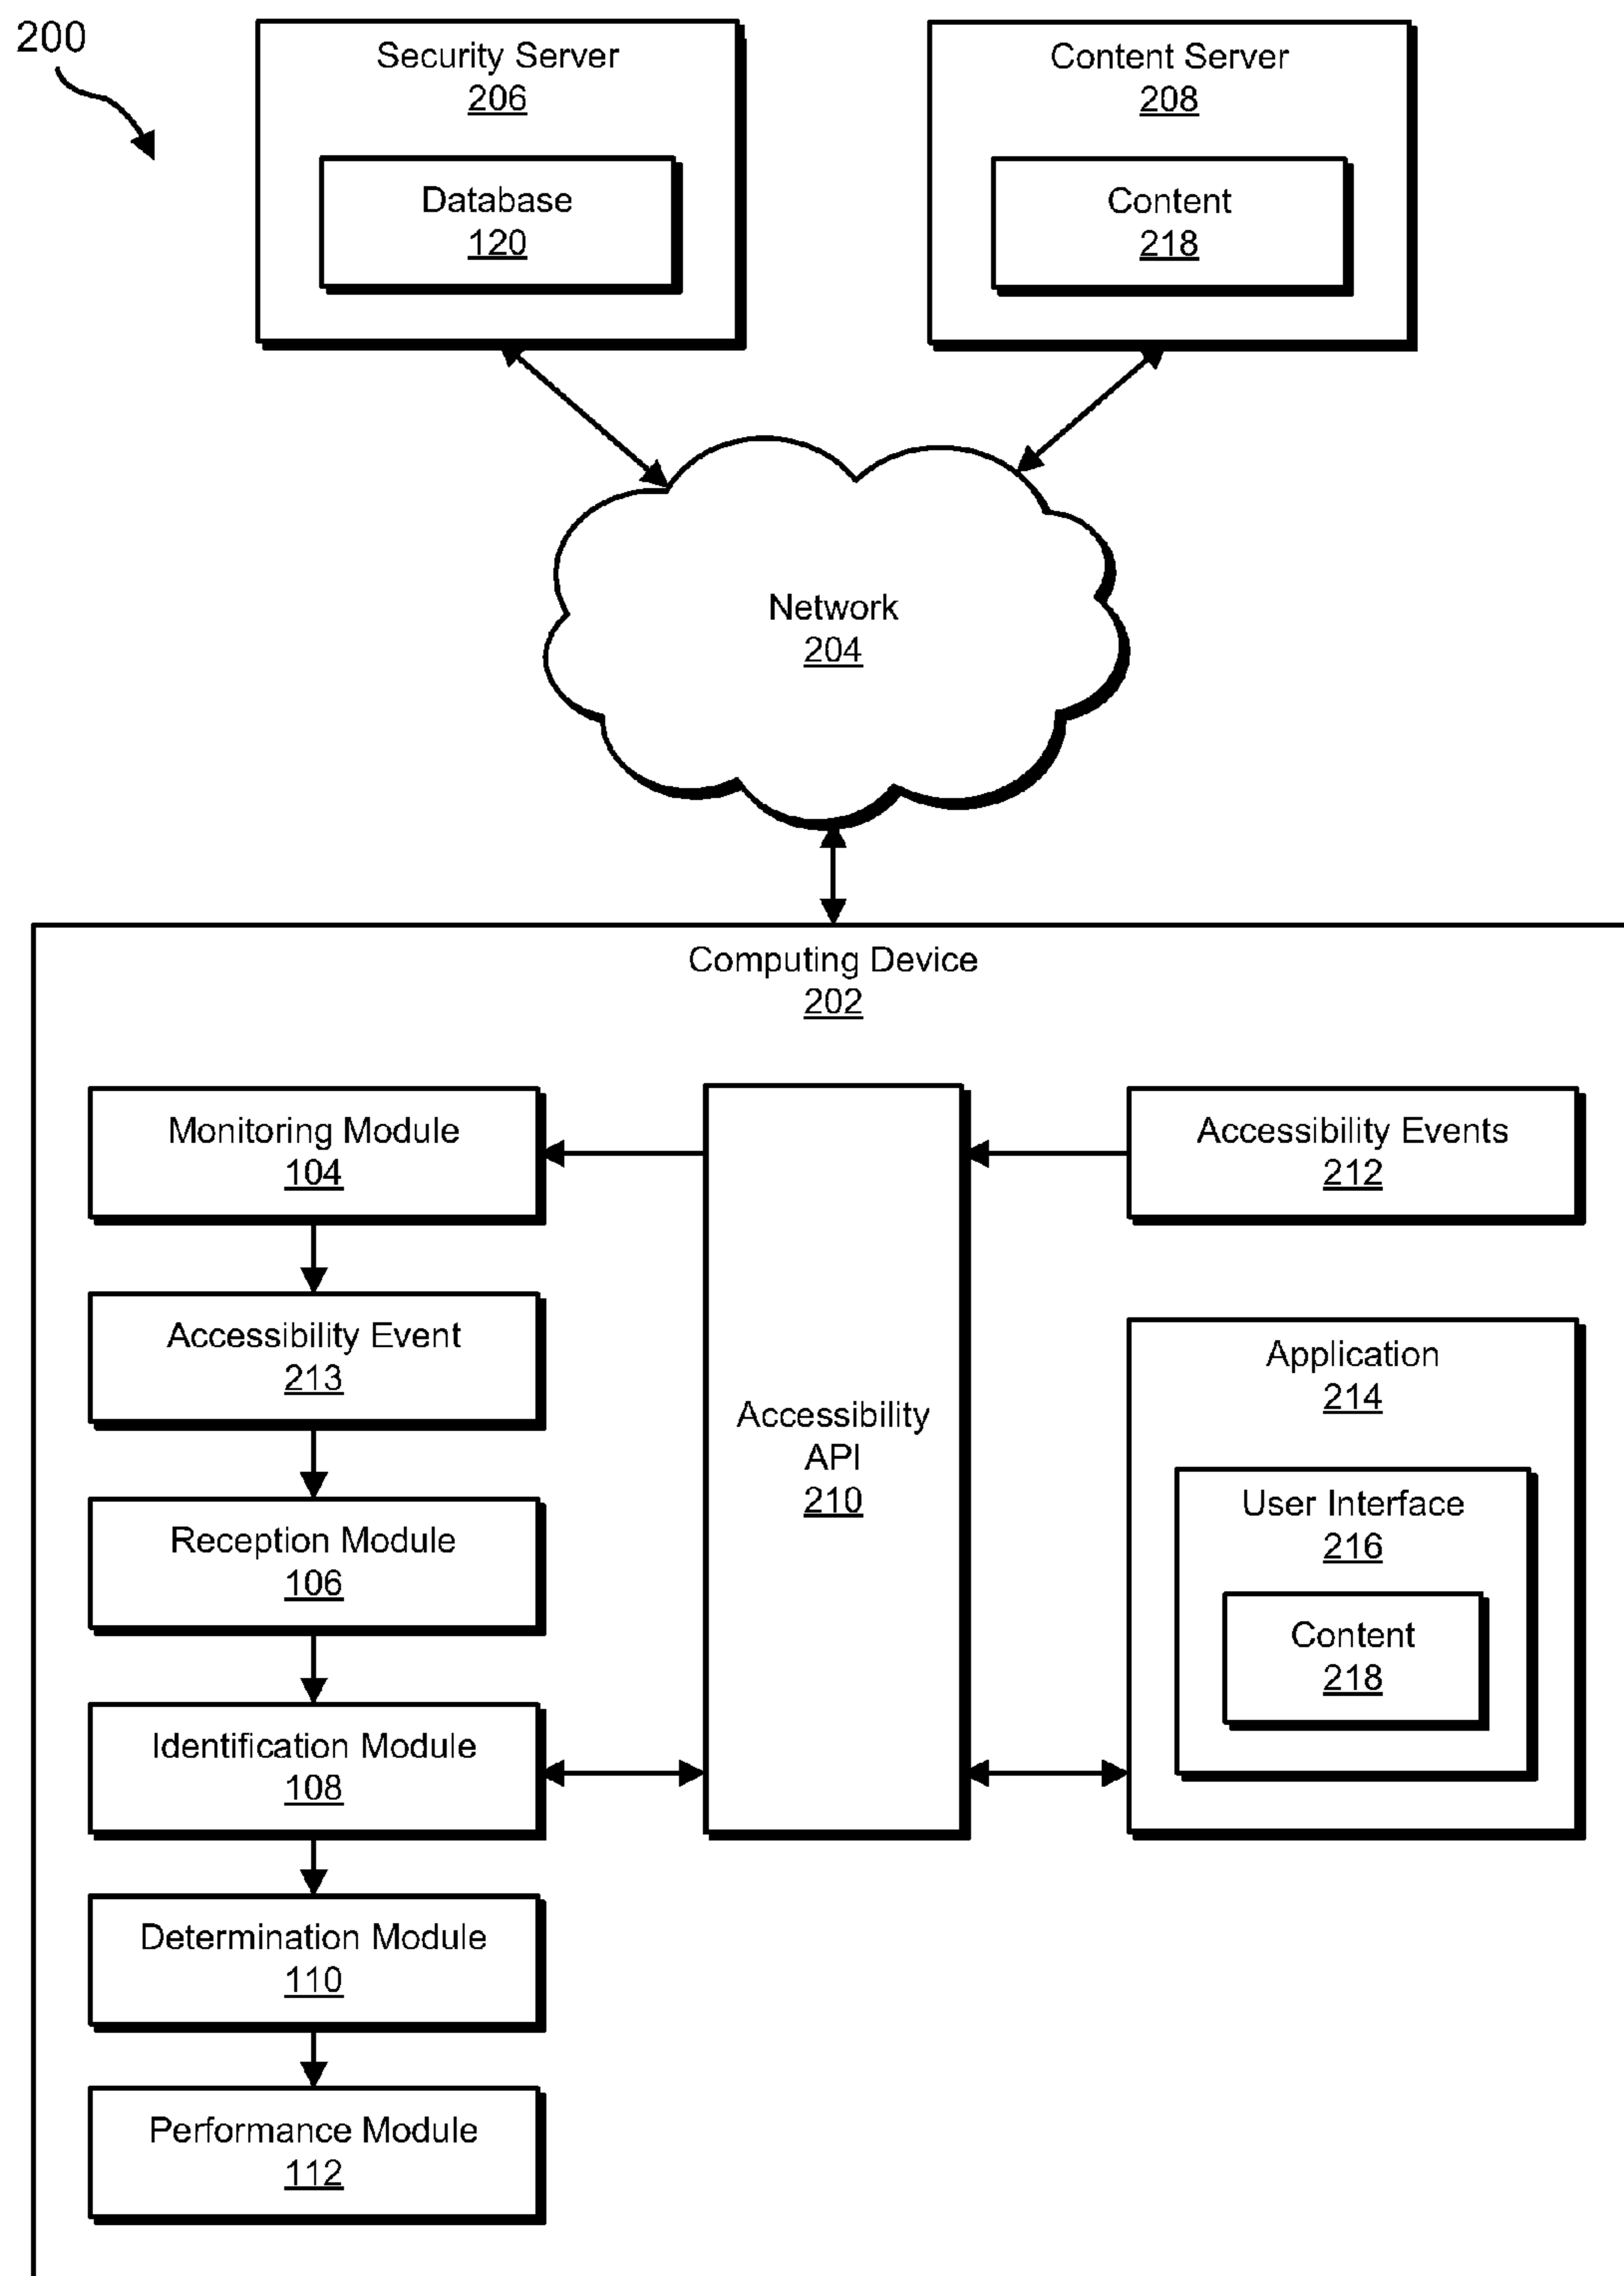 200
Security Server
206
Database
120
Content Server
208
Content
218
Network
204
Computing Device
202
Monitoring Module
104
Accessibility Event
213
Reception Module
106
Identification Module
108
Determination Module
110
Performance Module
112
Accessibility
API
210
Accessibility Events
212
Application
214
User Interface
216
Content
218